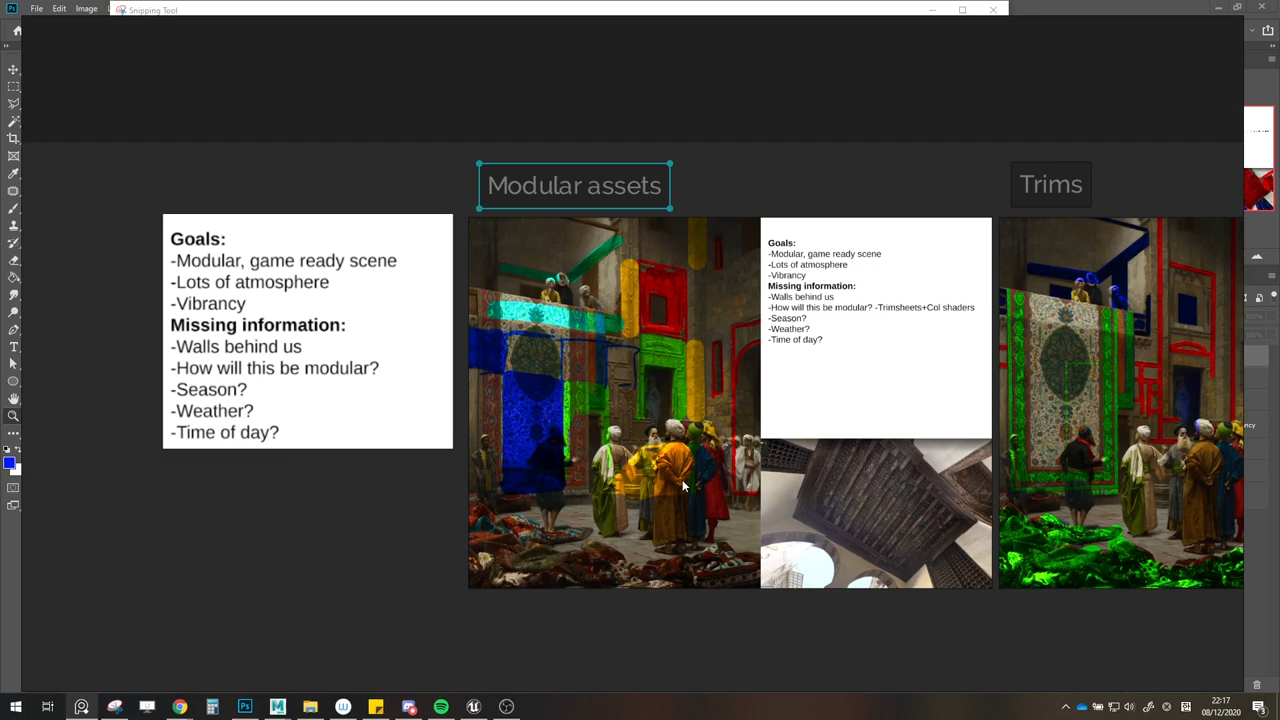 File Edit Image
Snipping Tool
Modular assets
Trims
Goals:
-Modular, game ready scene
-Lots of atmosphere
-Vibrancy
Missing information:
-Walls behind us
-How will this be modular?
-Season?
-Weather?
-Time of day?
Goals:
-Modular, game ready scene
-Lots of atmosphere
-Vibrancy
Missing information:
-Walls behind us
-How will this be modular? -Trimsheets+Col shaders
-Season?
-Weather?
-Time of day?
22:17
08/12/2020